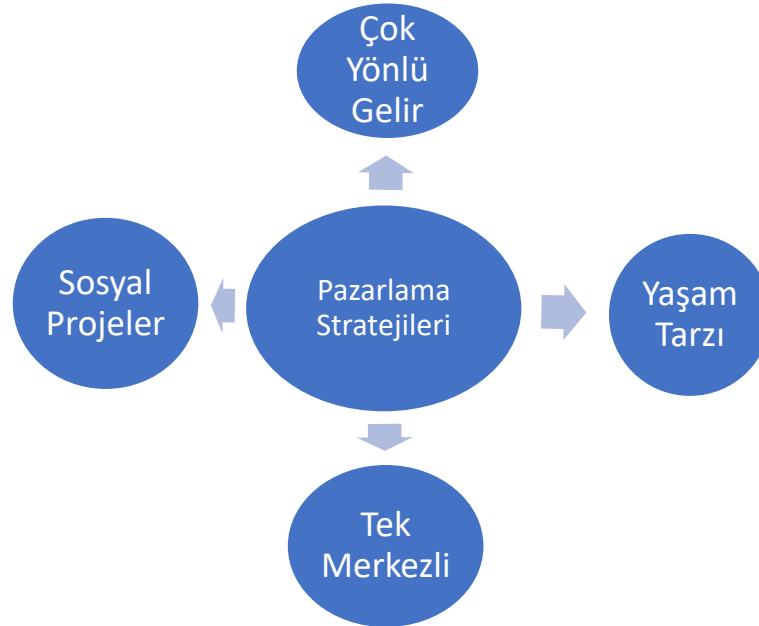 Çok
Yönlü
Gelir
Sosyal
Projeler
Pazarlama
Stratejileri
Yaşam
Tarzı
Tek
Merkezli